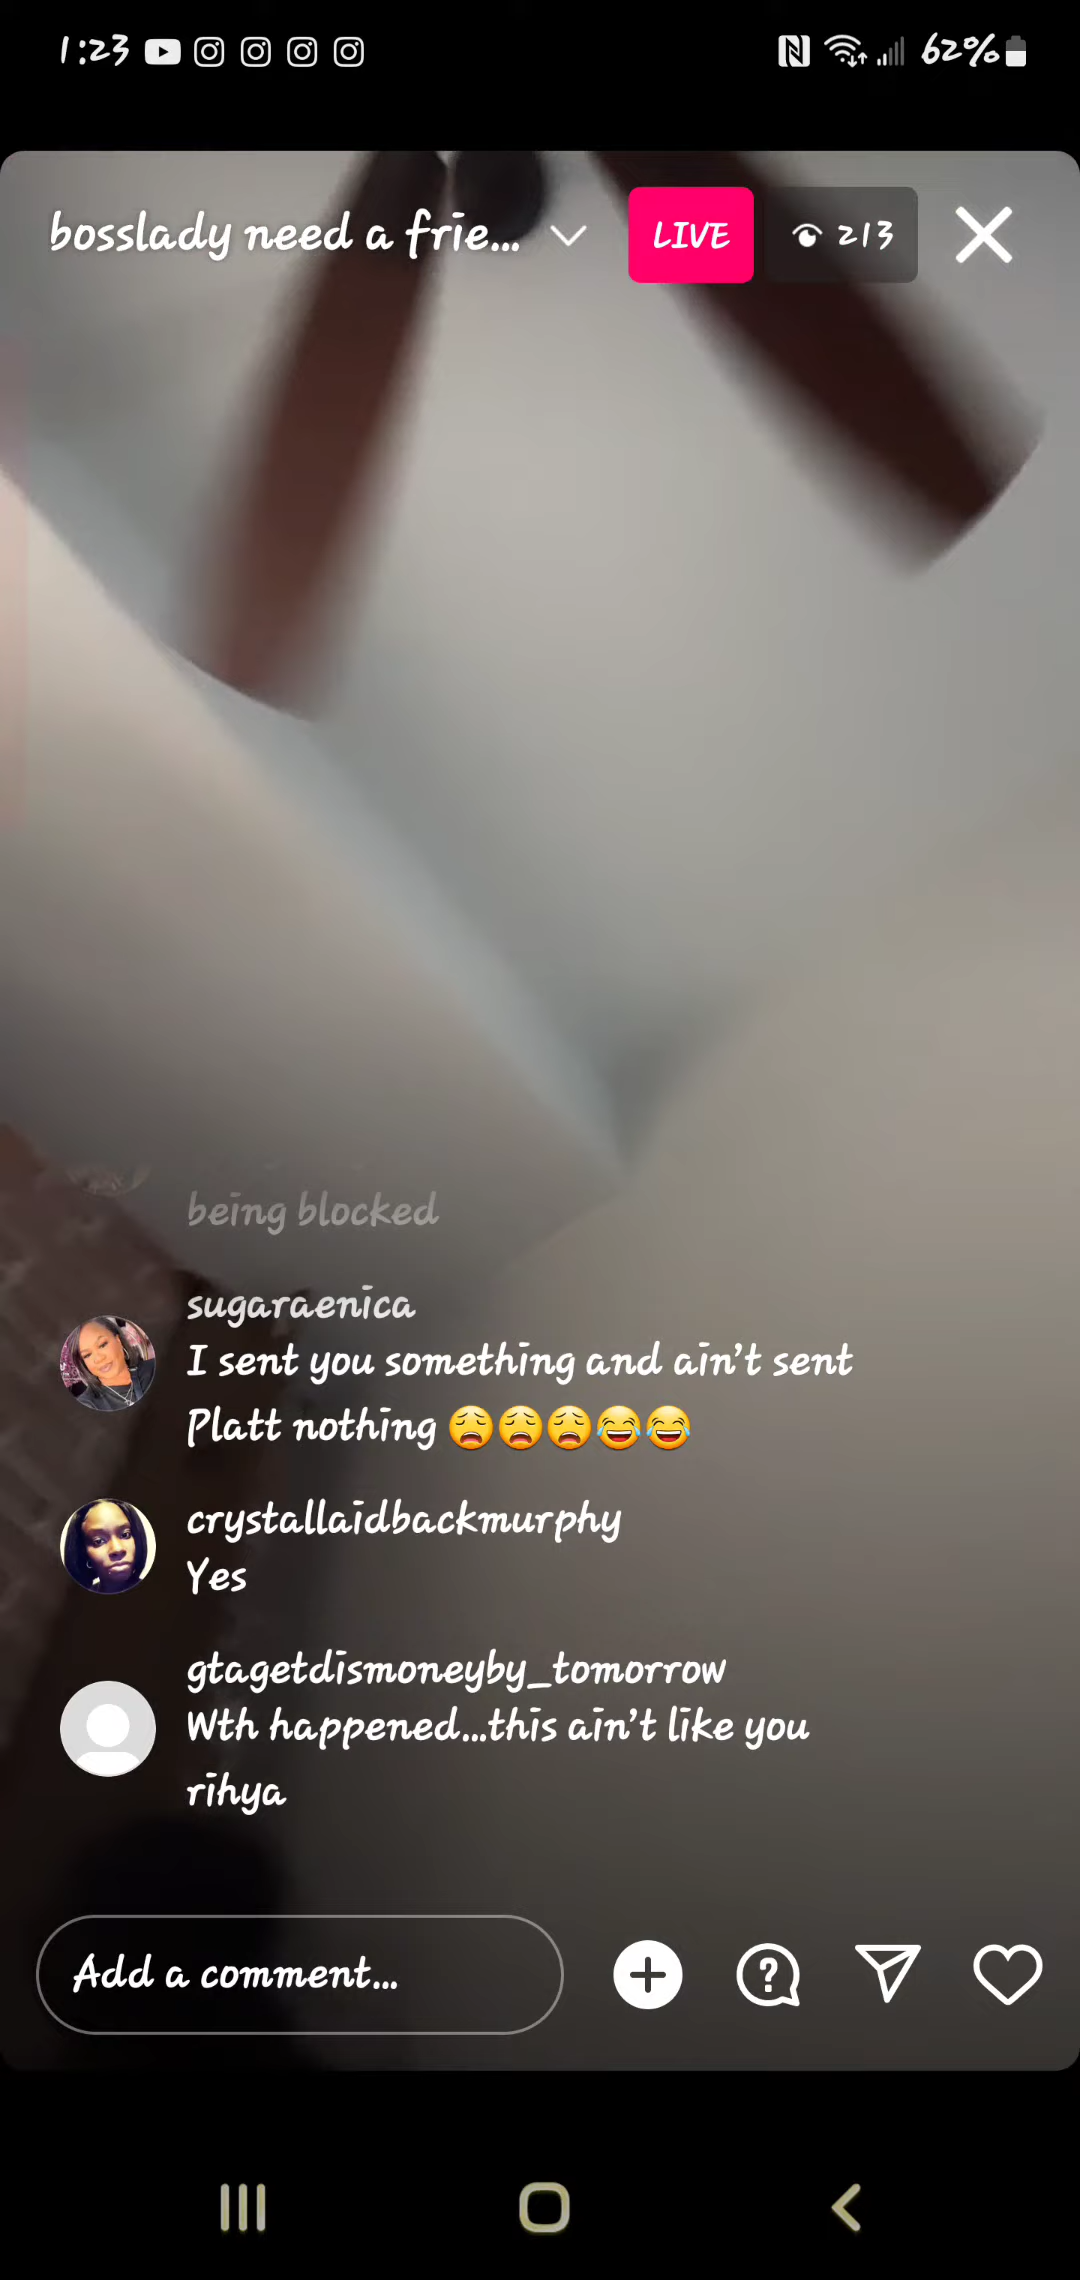 1:23
62%
bosslady need a frie...
LIVE
213
being blocked
sugaraenica
I sent you something and ain't sent
Platt nothing 😩😩😩😂😂
crystallaidbackmurphy
Yes
gtagetdismoneyby_tomorrow
Wth happened...this ain't like you
rihya
Add a comment...